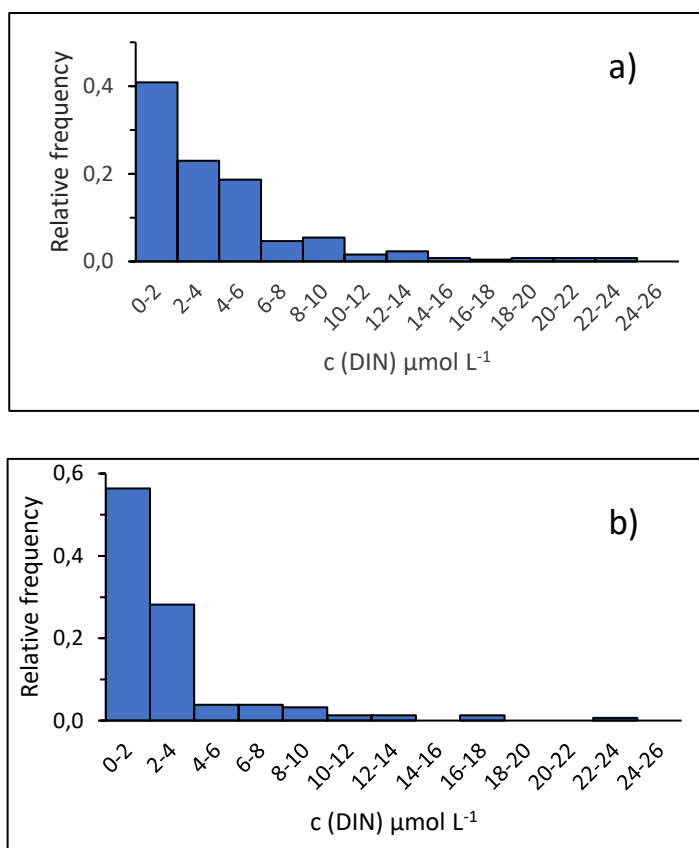 a)
Relative frequency
0,4
0,2
0,0
0-2 2-4 4-6 6-8 8-10 10-12 12-14 14-16 16-18 18-20 20-22 22-24 24-26
c (DIN) µmol L⁻¹
b)
Relative frequency
0,6
0,4
0,2
0,0
0-2 2-4 4-6 6-8 8-10 10-12 12-14 14-16 16-18 18-20 20-22 22-24 24-26
c (DIN) µmol L⁻¹